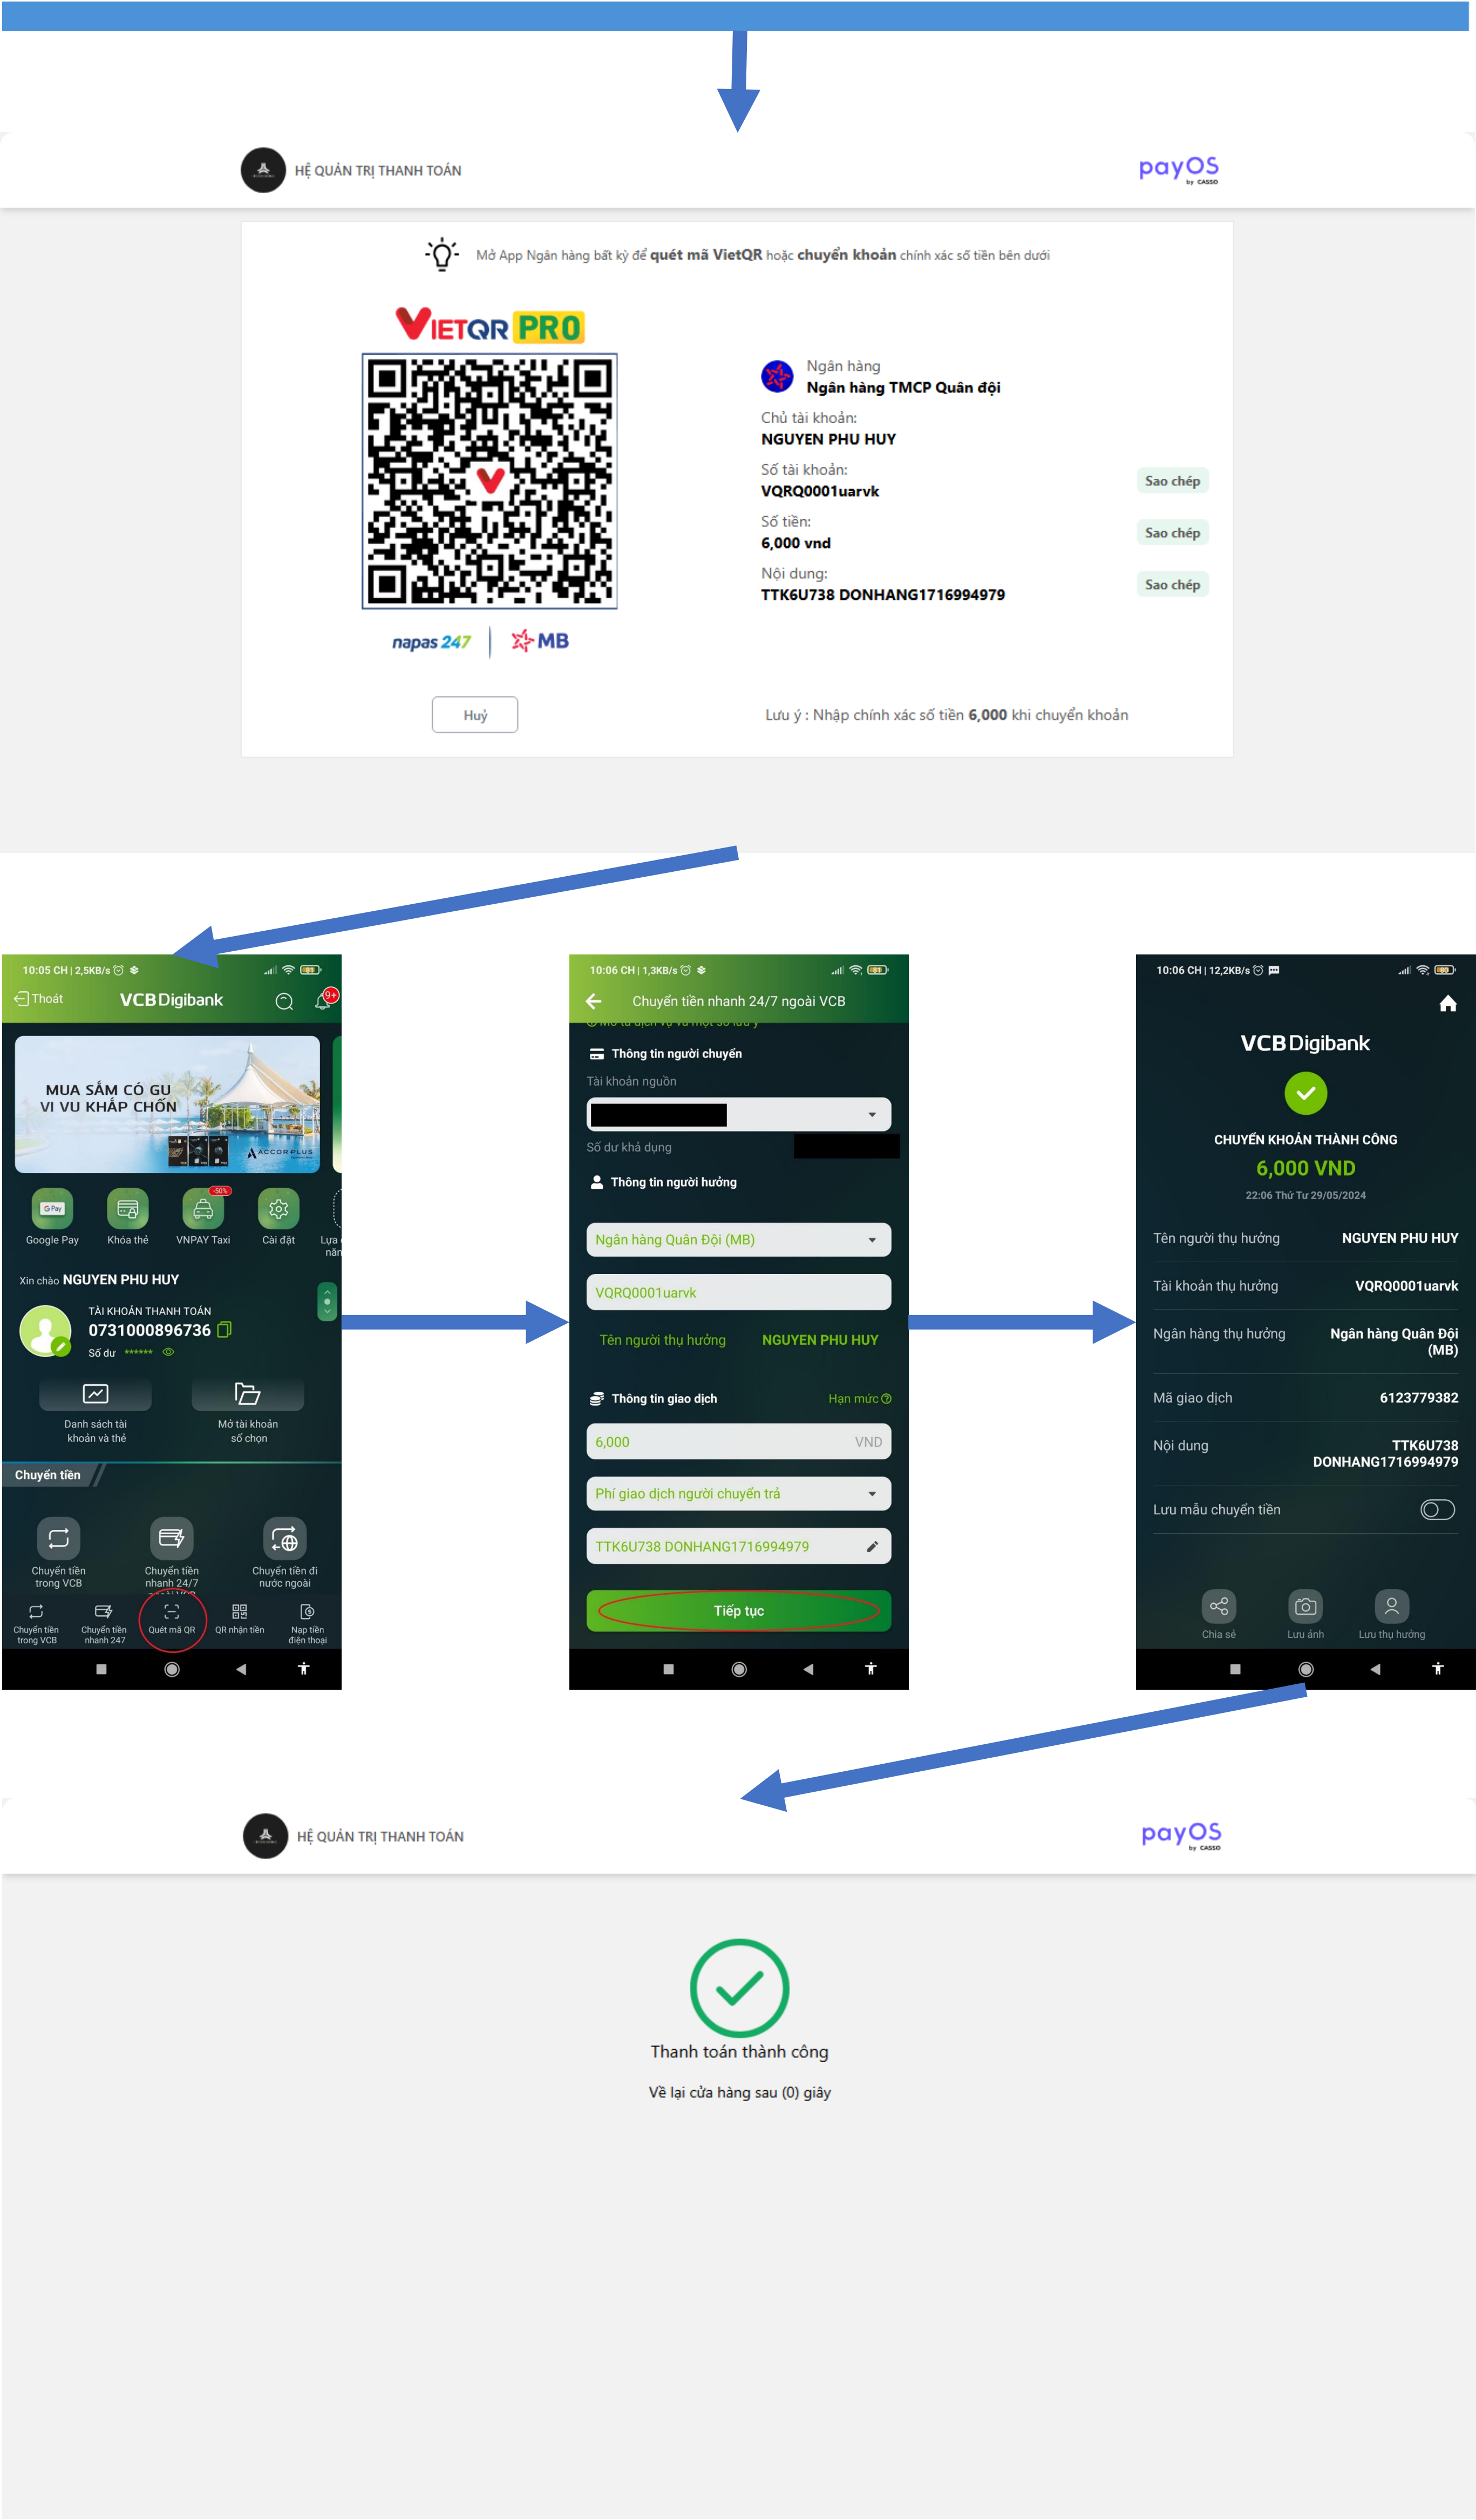 HỆ QUẢN TRỊ THANH TOÁN
payOS
by CASSO
Mở App Ngân hàng bất kỳ để quét mã VietQR hoặc chuyển khoản chính xác số tiền bên dưới
VIETQR PRO
Ngân hàng
Ngân hàng TMCP Quân đội
Chủ tài khoản:
NGUYEN PHU HUY
Số tài khoản:
VQRQ0001uarvk
Sao chép
Số tiền:
6,000 vnd
Sao chép
Nội dung:
TTK6U738 DONHANG1716994979
Sao chép
napas 247
MB
Huỷ
Lưu ý : Nhập chính xác số tiền 6,000 khi chuyển khoản
10:05 CH | 2,5KB/s
Thoát
VCB Digibank
9+
MUA SẮM CÓ GU
VI VU KHẮP CHỐN
ACCOR PLUS
-50%
G Pay
Google Pay
Khóa thẻ
VNPAY Taxi
Cài đặt
Lựa
năn
Xin chào NGUYEN PHU HUY
TÀI KHOẢN THANH TOÁN
0731000896736
Số dư ******
Danh sách tài
khoản và thẻ
Mở tài khoản
số chọn
Chuyển tiền
Chuyển tiền
trong VCB
Chuyển tiền
nhanh 24/7
ngoài VCB
Chuyển tiền đi
nước ngoài
Chuyển tiền
trong VCB
Chuyển tiền
nhanh 247
Quét mã QR
QR nhận tiền
Nạp tiền
điện thoại
10:06 CH | 1,3KB/s
Chuyển tiền nhanh 24/7 ngoài VCB
Mô tả dịch vụ và một số lưu ý
Thông tin người chuyển
Tài khoản nguồn
Số dư khả dụng
Thông tin người hưởng
Ngân hàng Quân Đội (MB)
VQRQ0001uarvk
Tên người thụ hưởng
NGUYEN PHU HUY
Thông tin giao dịch
Hạn mức
6,000
VND
Phí giao dịch người chuyển trả
TTK6U738 DONHANG1716994979
Tiếp tục
10:06 CH | 12,2KB/s
VCB Digibank
CHUYỂN KHOẢN THÀNH CÔNG
6,000 VND
22:06 Thứ Tư 29/05/2024
Tên người thụ hưởng
NGUYEN PHU HUY
Tài khoản thụ hưởng
VQRQ0001uarvk
Ngân hàng thụ hưởng
Ngân hàng Quân Đội
(MB)
Mã giao dịch
6123779382
Nội dung
TTK6U738
DONHANG1716994979
Lưu mẫu chuyển tiền
Chia sẻ
Lưu ảnh
Lưu thụ hưởng
HỆ QUẢN TRỊ THANH TOÁN
payOS
by CASSO
Thanh toán thành công
Về lại cửa hàng sau (0) giây